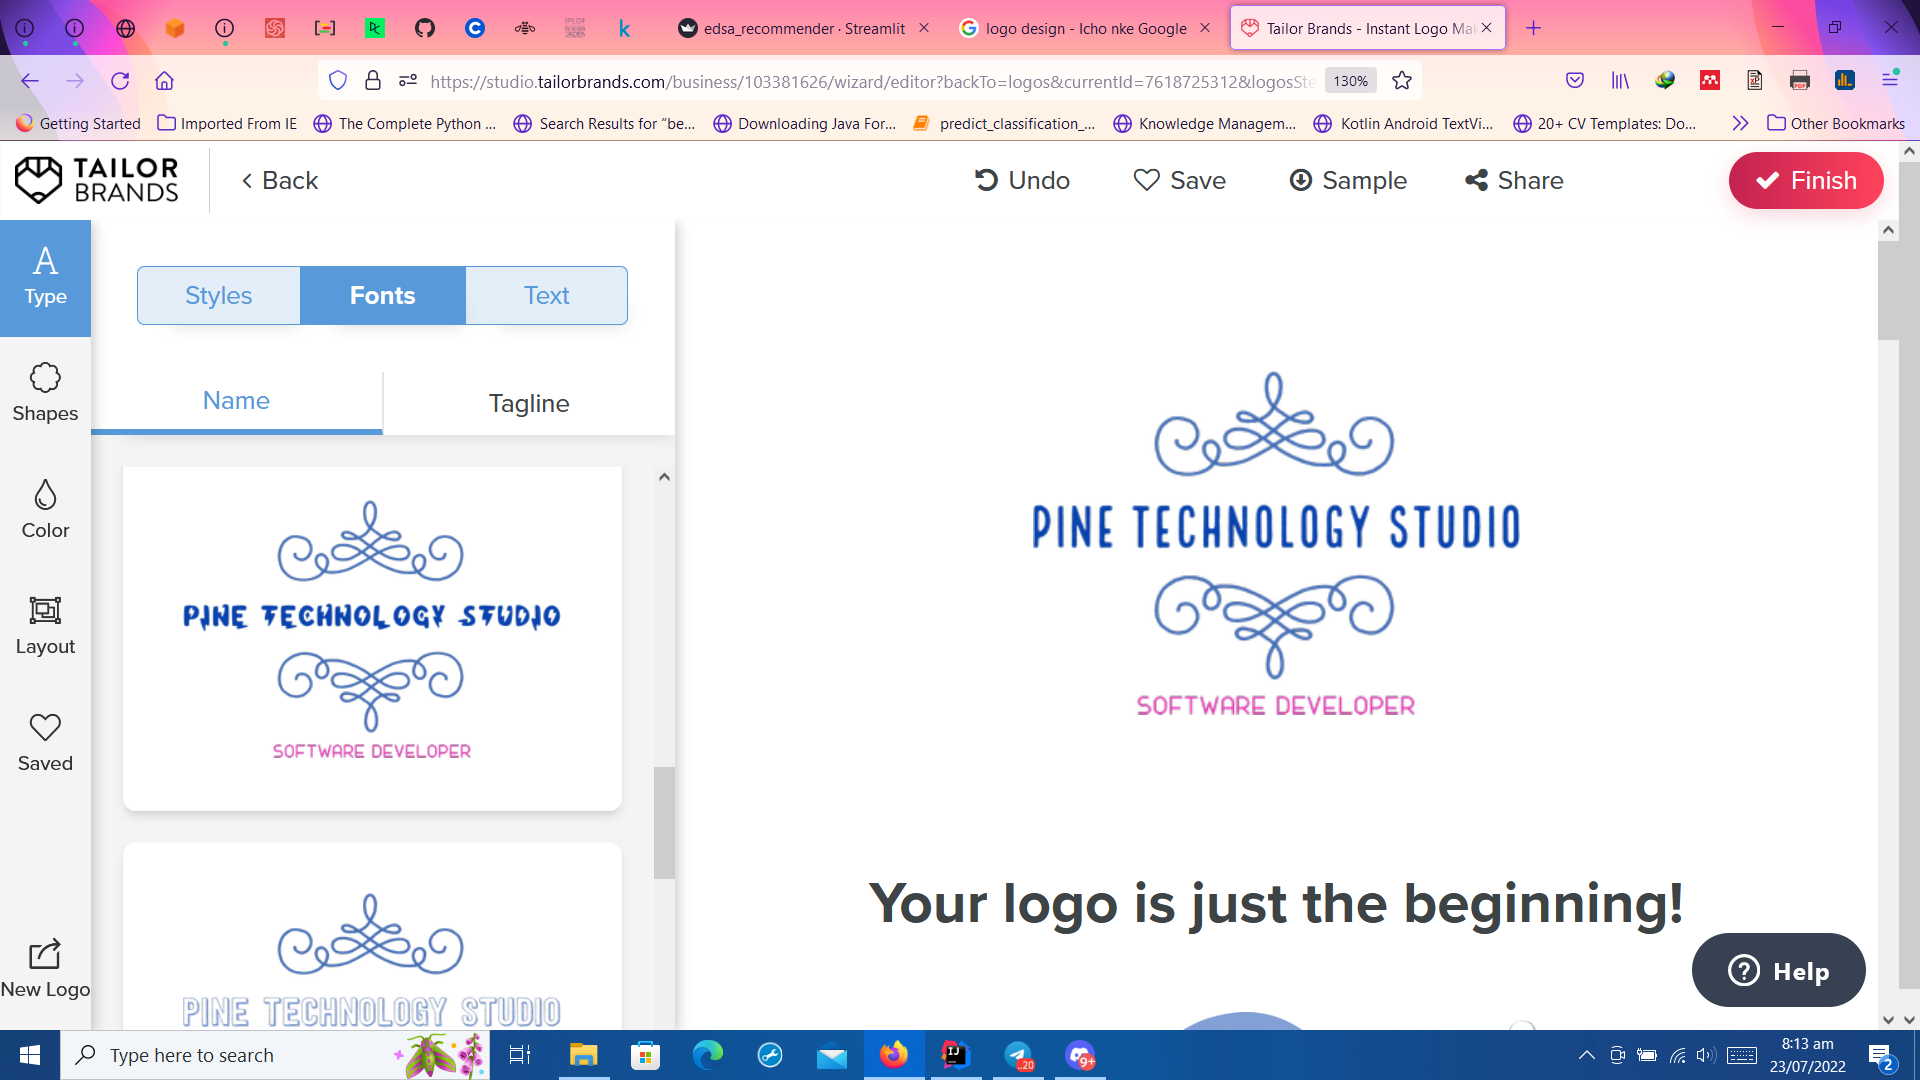 edsa_recommender · Streamlit
logo design - Icho nke Google
Tailor Brands - Instant Logo Mak
https://studio.tailorbrands.com/business/103381626/wizard/editor?backTo=logos&currentId=7618725312&logosSte
130%
Getting Started
Imported From IE
The Complete Python ...
Search Results for “be...
Downloading Java For...
predict_classification_...
Knowledge Managem...
Kotlin Android TextVi...
20+ CV Templates: Do...
Other Bookmarks
TAILOR
BRANDS
Back
Undo
Save
Sample
Share
Finish
Type
Shapes
Color
Layout
Saved
New Logo
Styles
Fonts
Text
Name
Tagline
PINE TECHNOLOGY STUDIO
SOFTWARE DEVELOPER
PINE TECHNOLOGY STUDIO
PINE TECHNOLOGY STUDIO
SOFTWARE DEVELOPER
Your logo is just the beginning!
Help
Type here to search
..20
9+
8:13 am
23/07/2022
2